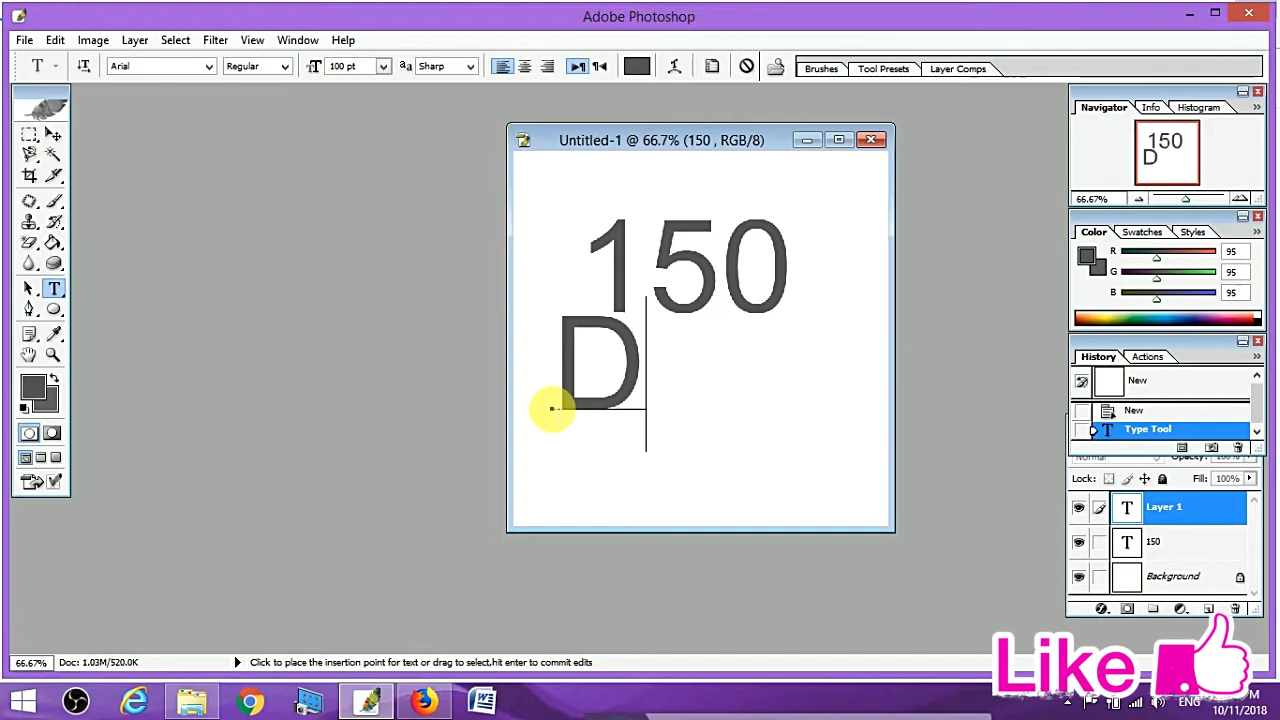 Adobe Photoshop
File Edit Image Layer Select Filter View Window Help
T Arial Regular T 100 pt aa Sharp Brushes Tool Presets Layer Comps
Navigator Info Histogram
150
D
66.67%
Untitled-1 @ 66.7% (150 , RGB/8)
150
D
Color Swatches Styles
R 95
G 95
B 95
T
History Actions
New
New
T Type Tool
Normal Opacity: 100%
Lock: Fill: 100%
T Layer 1
T 150
Background
66.67% Doc: 1.03M/520.0K Click to place the insertion point for text or drag to select,hit enter to commit edits
Like
ENG
10/11/2018